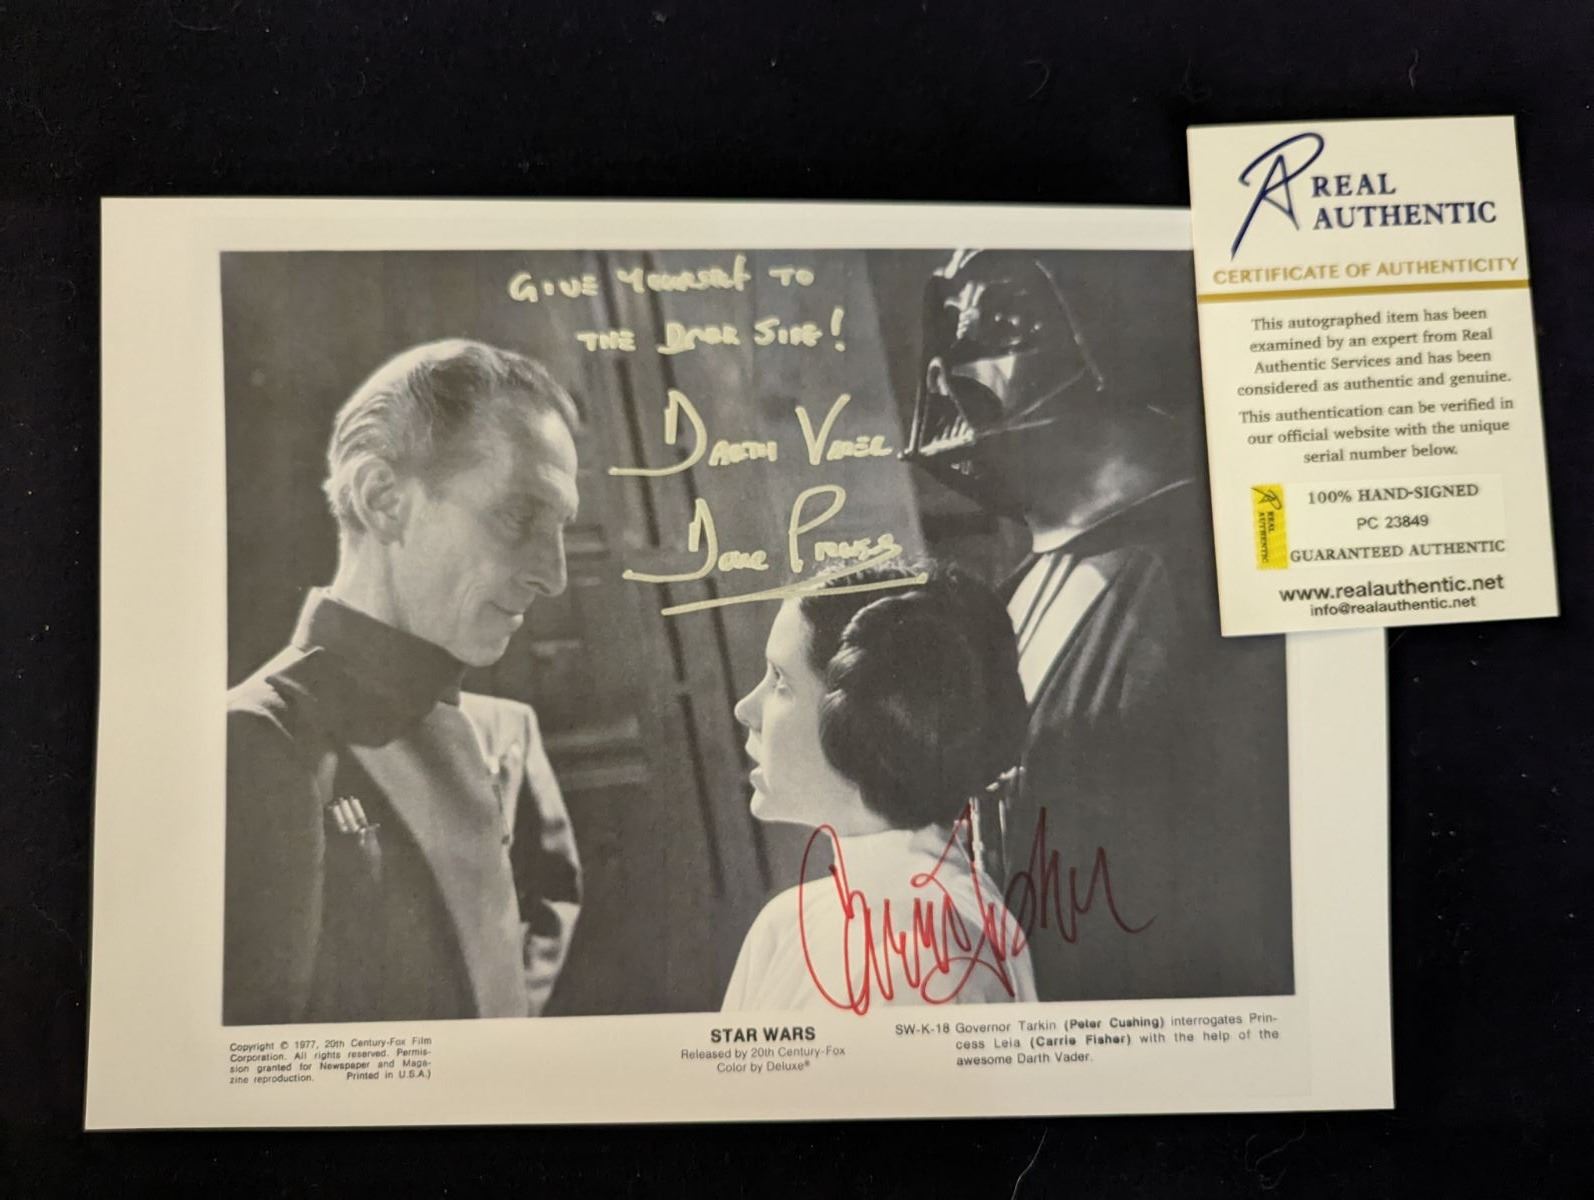 GIVE YOURSELF TO
THE DARK SIDE!
DARTH VADER.
DAVE PROWSE
Carrie Fisher
Copyright © 1977, 20th Century-Fox Film
Corporation. All rights reserved. Permis-
sion granted for Newspaper and Maga-
zine reproduction. Printed in U.S.A.)
STAR WARS
Released by 20th Century-Fox
Color by Deluxe®
SW-K-18 Governor Tarkin (Peter Cushing) interrogates Prin-
cess Leia (Carrie Fisher) with the help of the
awesome Darth Vader.
REAL
AUTHENTIC
CERTIFICATE OF AUTHENTICITY
This autographed item has been
examined by an expert from Real
Authentic Services and has been
considered as authentic and genuine.
This authentication can be verified in
our official website with the unique
serial number below.
REAL AUTHENTIC
100% HAND-SIGNED
PC 23849
GUARANTEED AUTHENTIC
www.realauthentic.net
info@realauthentic.net